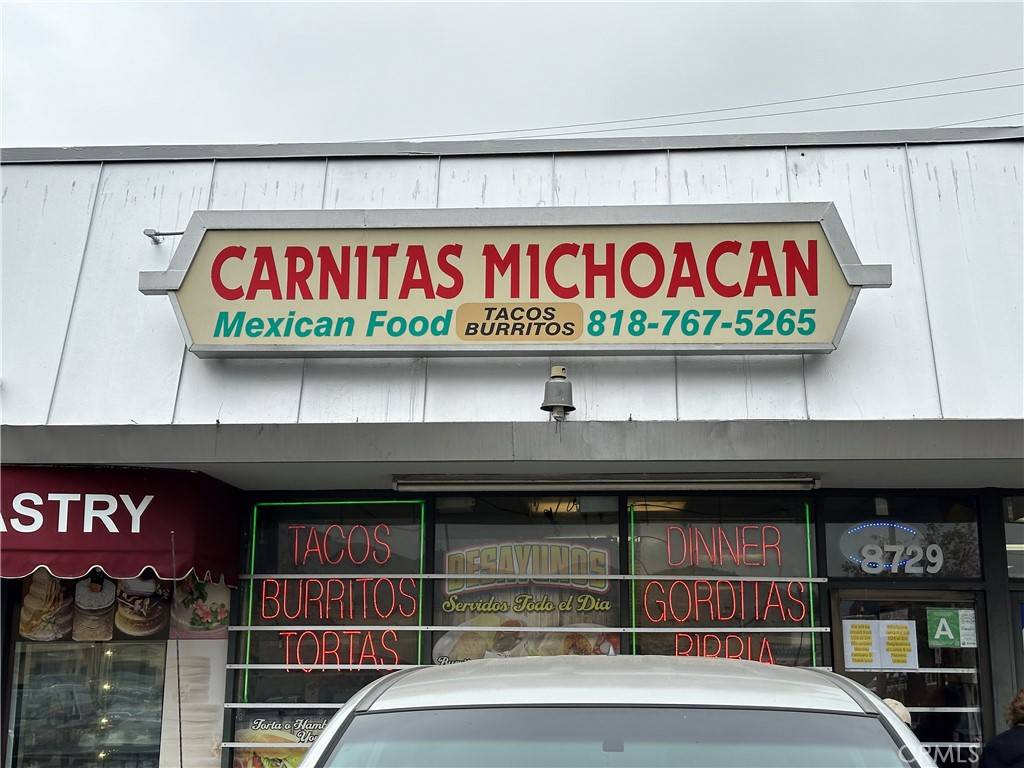 CARNITAS MICHOACAN
Mexican Food
TACOS
BURRITOS
818-767-5265
ASTRY
TACOS
BURRITOS
TORTAS
DESAYUNOS
Servidos Todo el Dia
DINNER
GORDITAS
BIRRIA
8729
A
Torta o
CRMLS